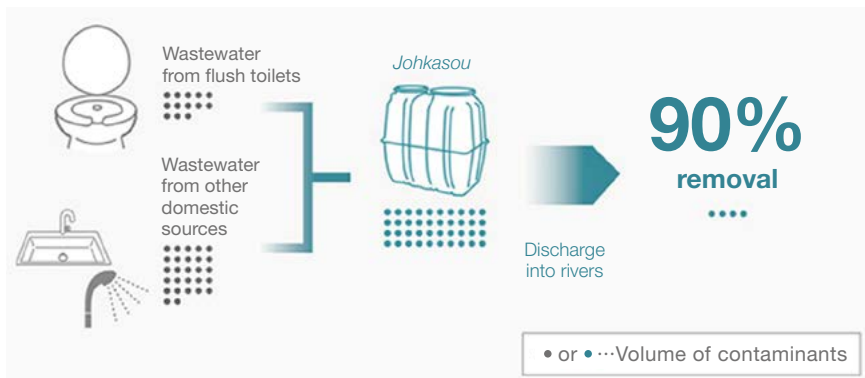 Wastewater
from flush toilets
Wastewater
from other
domestic
sources
Johkasou
Discharge
into rivers
90%
removal
• or • ···Volume of contaminants